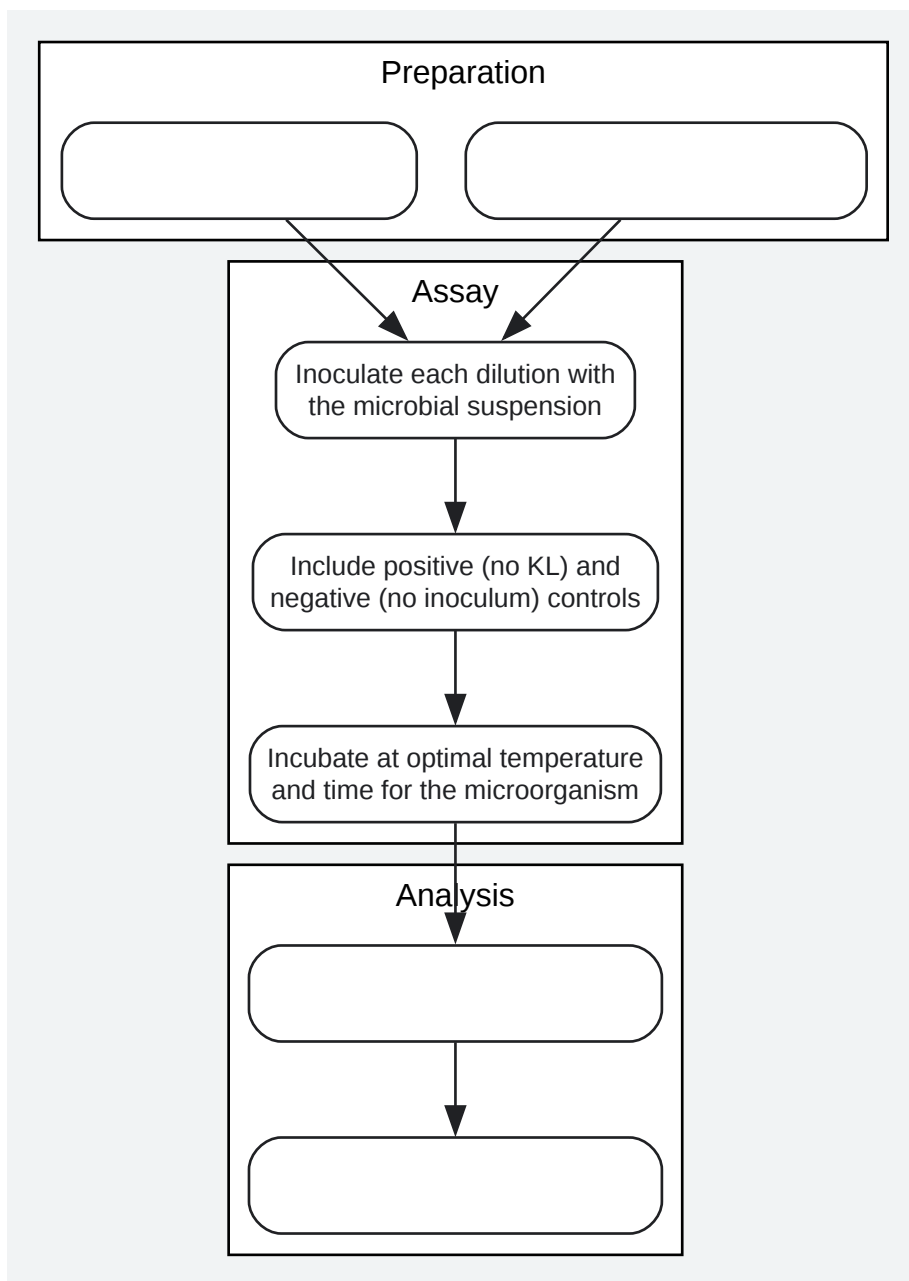 Preparation
Assay
Inoculate each dilution with
the microbial suspension
Include positive (no KL) and
negative (no inoculum) controls
Incubate at optimal temperature
and time for the microorganism
Analysis